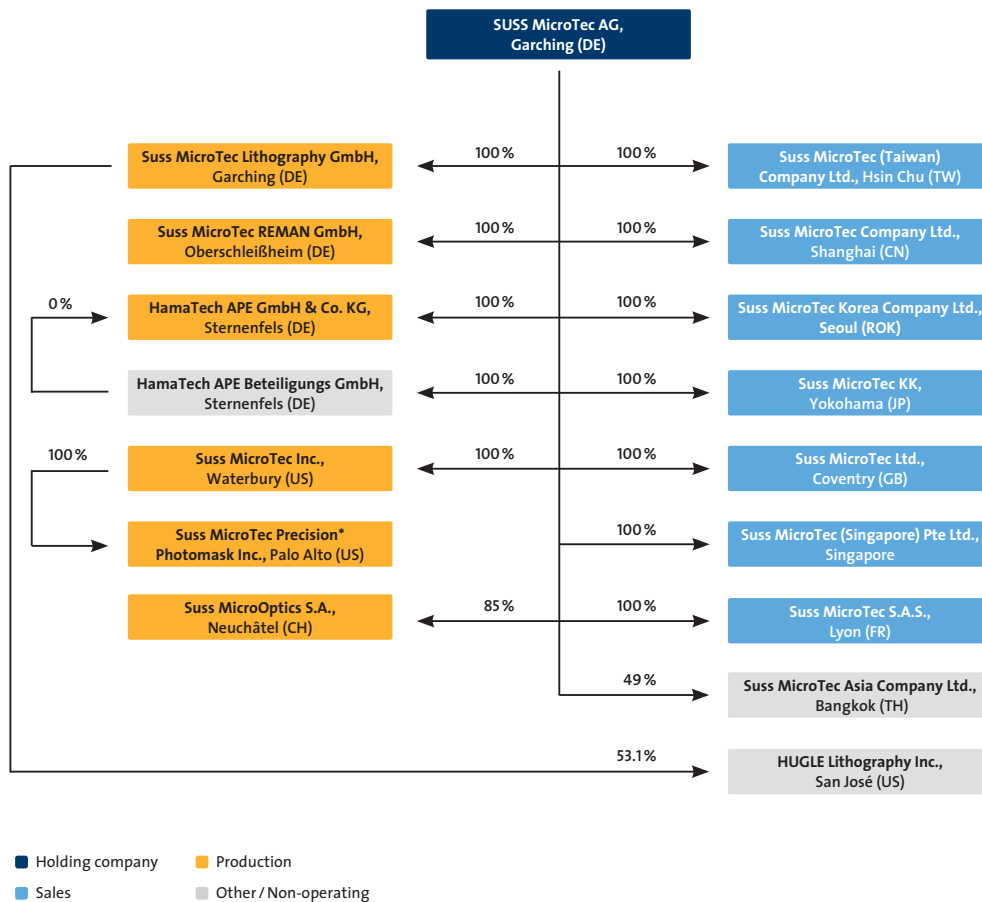 SUSS MicroTec AG,
Garching (DE)
Suss MicroTec Lithography GmbH,
Garching (DE)
100 %
100 %
Suss MicroTec (Taiwan)
Company Ltd., Hsin Chu (TW)
Suss MicroTec REMAN GmbH,
Oberschleißheim (DE)
100 %
100 %
Suss MicroTec Company Ltd.,
Shanghai (CN)
0 %
HamaTech APE GmbH & Co. KG,
Sternenfels (DE)
100 %
100 %
Suss MicroTec Korea Company Ltd.,
Seoul (ROK)
HamaTech APE Beteiligungs GmbH,
Sternenfels (DE)
100 %
100 %
Suss MicroTec KK,
Yokohama (JP)
100 %
Suss MicroTec Inc.,
Waterbury (US)
100 %
100 %
Suss MicroTec Ltd.,
Coventry (GB)
Suss MicroTec Precision*
Photomask Inc., Palo Alto (US)
100 %
Suss MicroTec (Singapore) Pte Ltd.,
Singapore
Suss MicroOptics S.A.,
Neuchâtel (CH)
85 %
100 %
Suss MicroTec S.A.S.,
Lyon (FR)
49 %
Suss MicroTec Asia Company Ltd.,
Bangkok (TH)
53.1 %
HUGLE Lithography Inc.,
San José (US)
Holding company
Production
Sales
Other / Non-operating